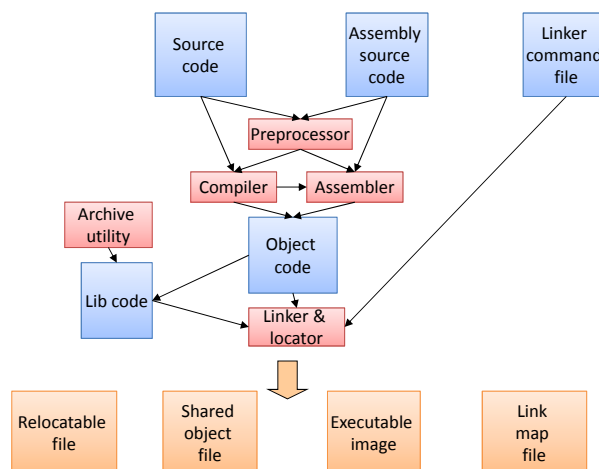 Source
code
Assembly
source
code
Linker
command
file
Preprocessor
Compiler
Assembler
Archive
utility
Object
code
Lib code
Linker &
locator
Relocatable
file
Shared
object
file
Executable
image
Link
map
file